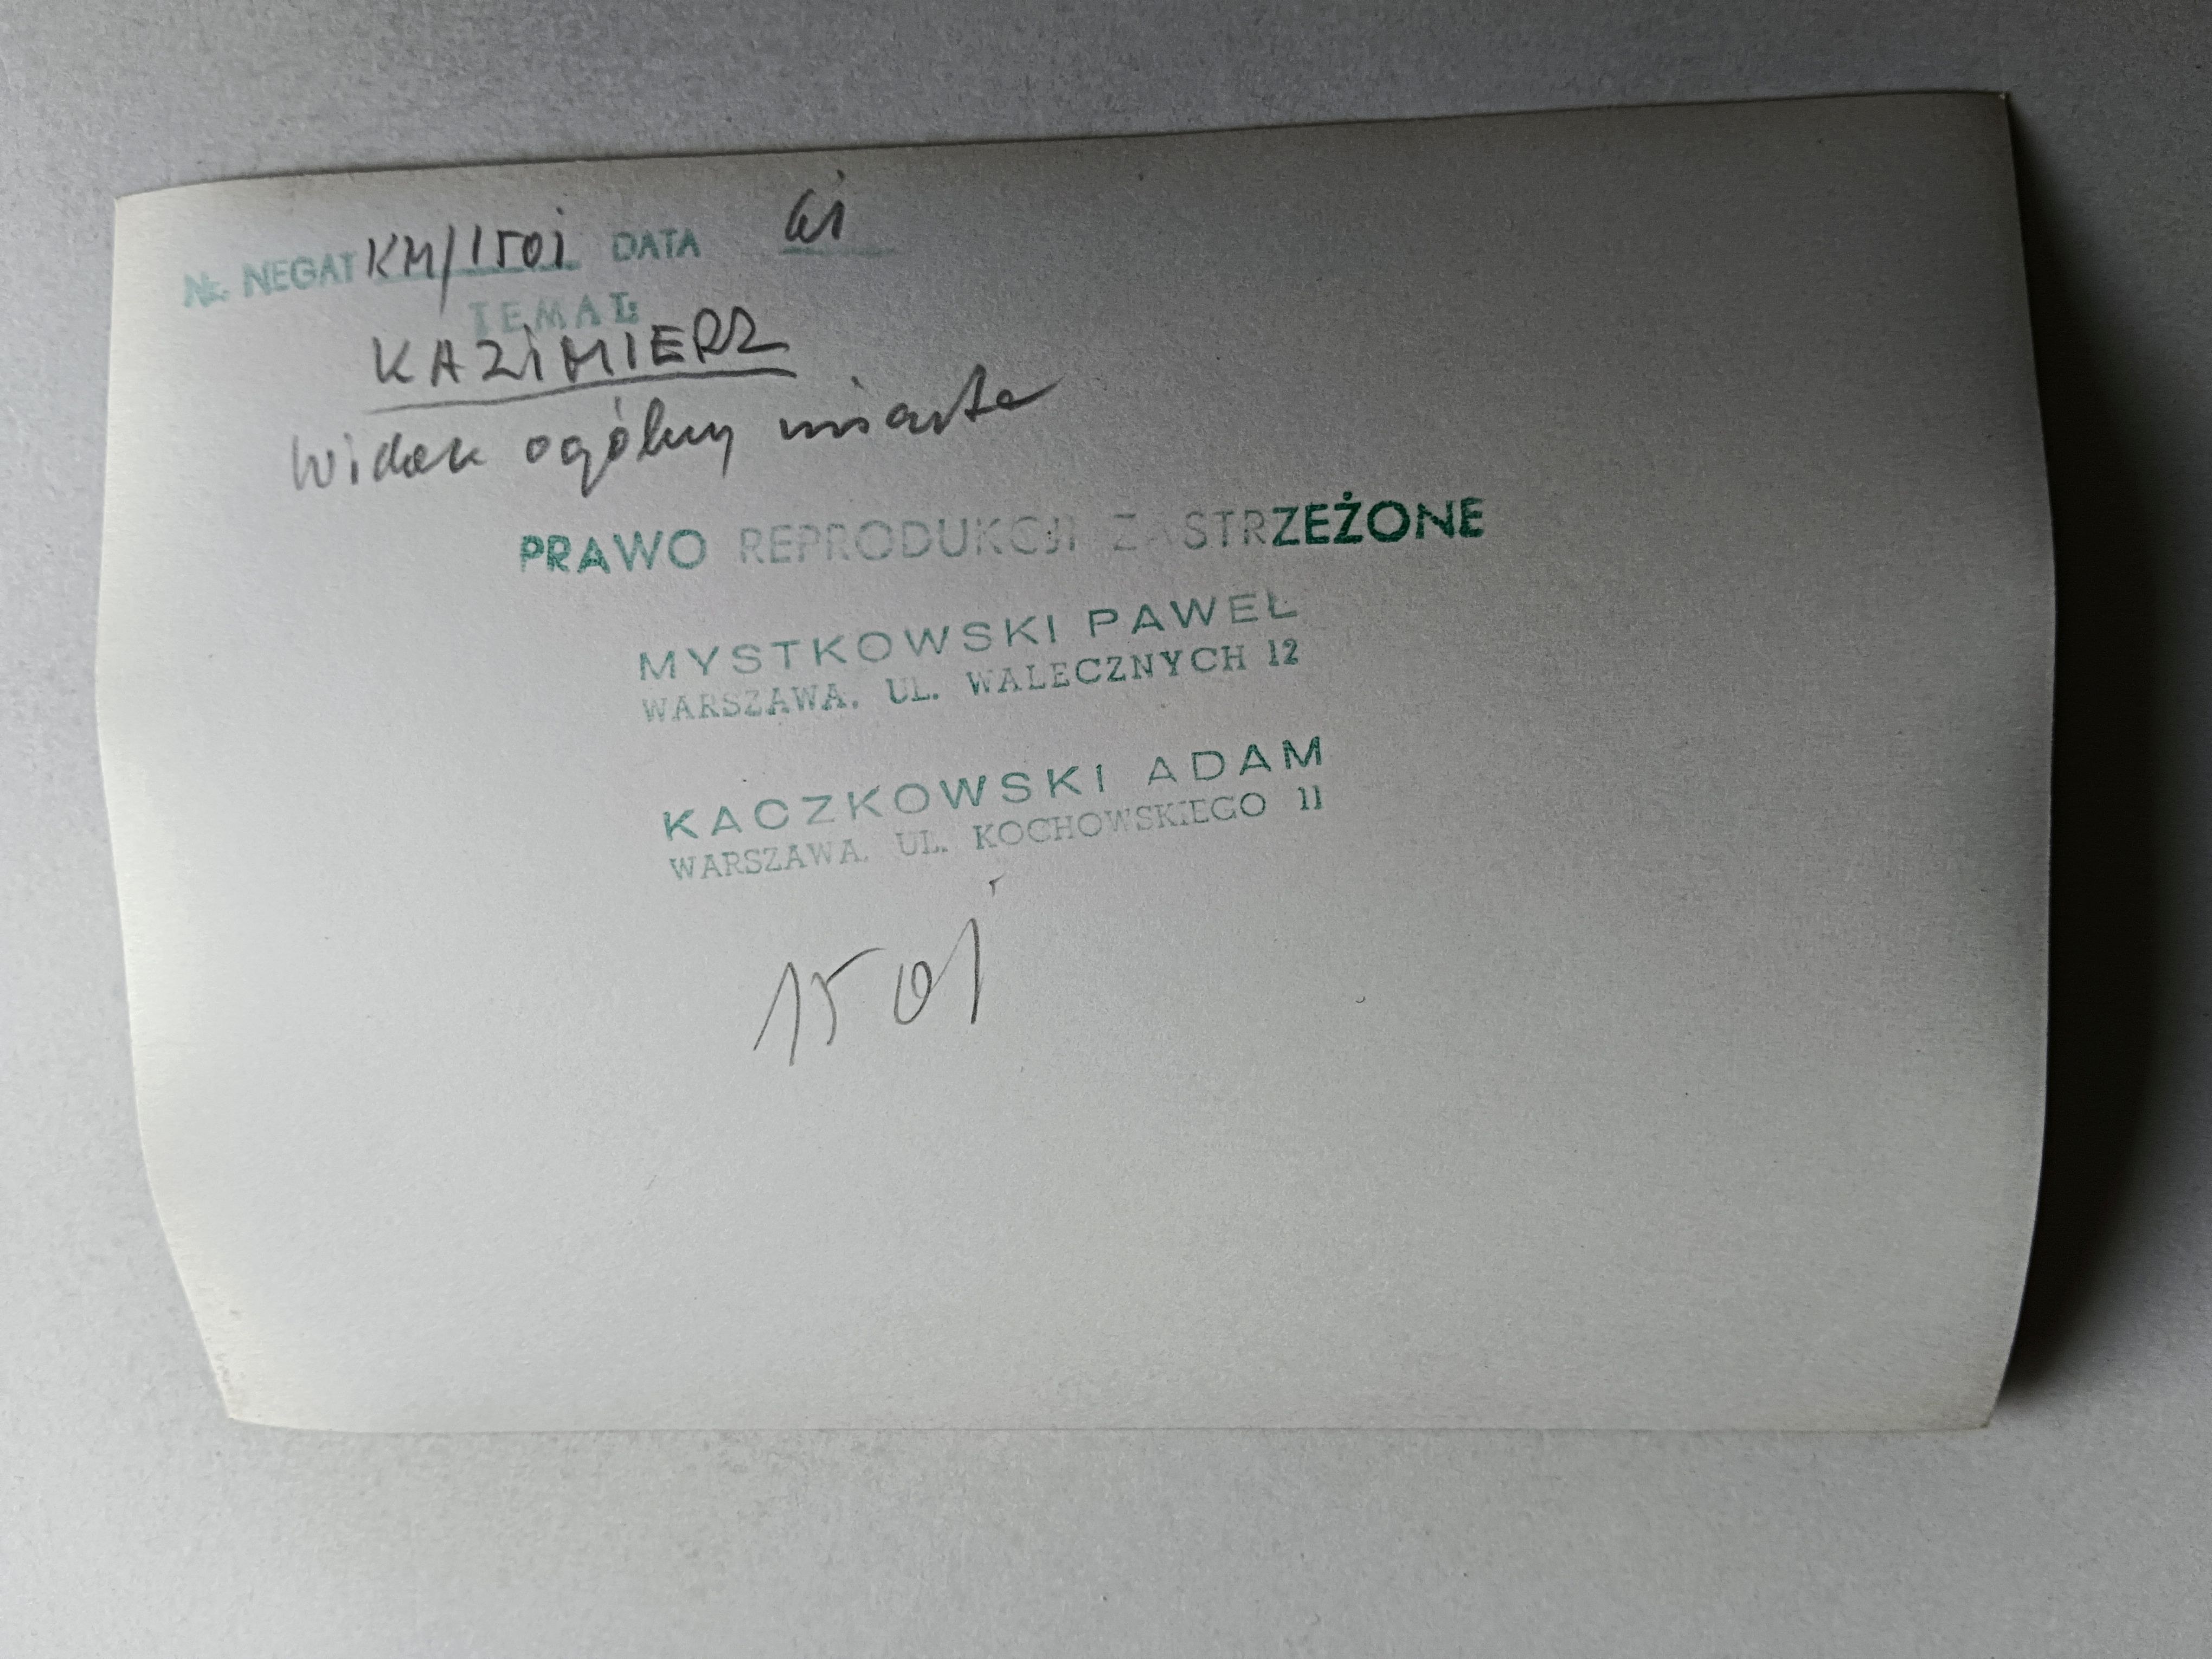 Nr. NEGAT KM/1501 DATA 61
TEMAT:
KAZIMIERZ
Widok ogólny miasta
PRAWO REPRODUKCJI ZASTRZEŻONE
MYSTKOWSKI PAWEŁ
WARSZAWA, UL. WALECZNYCH 12
KACZKOWSKI ADAM
WARSZAWA, UL. KOCHOWSKIEGO 11
1501